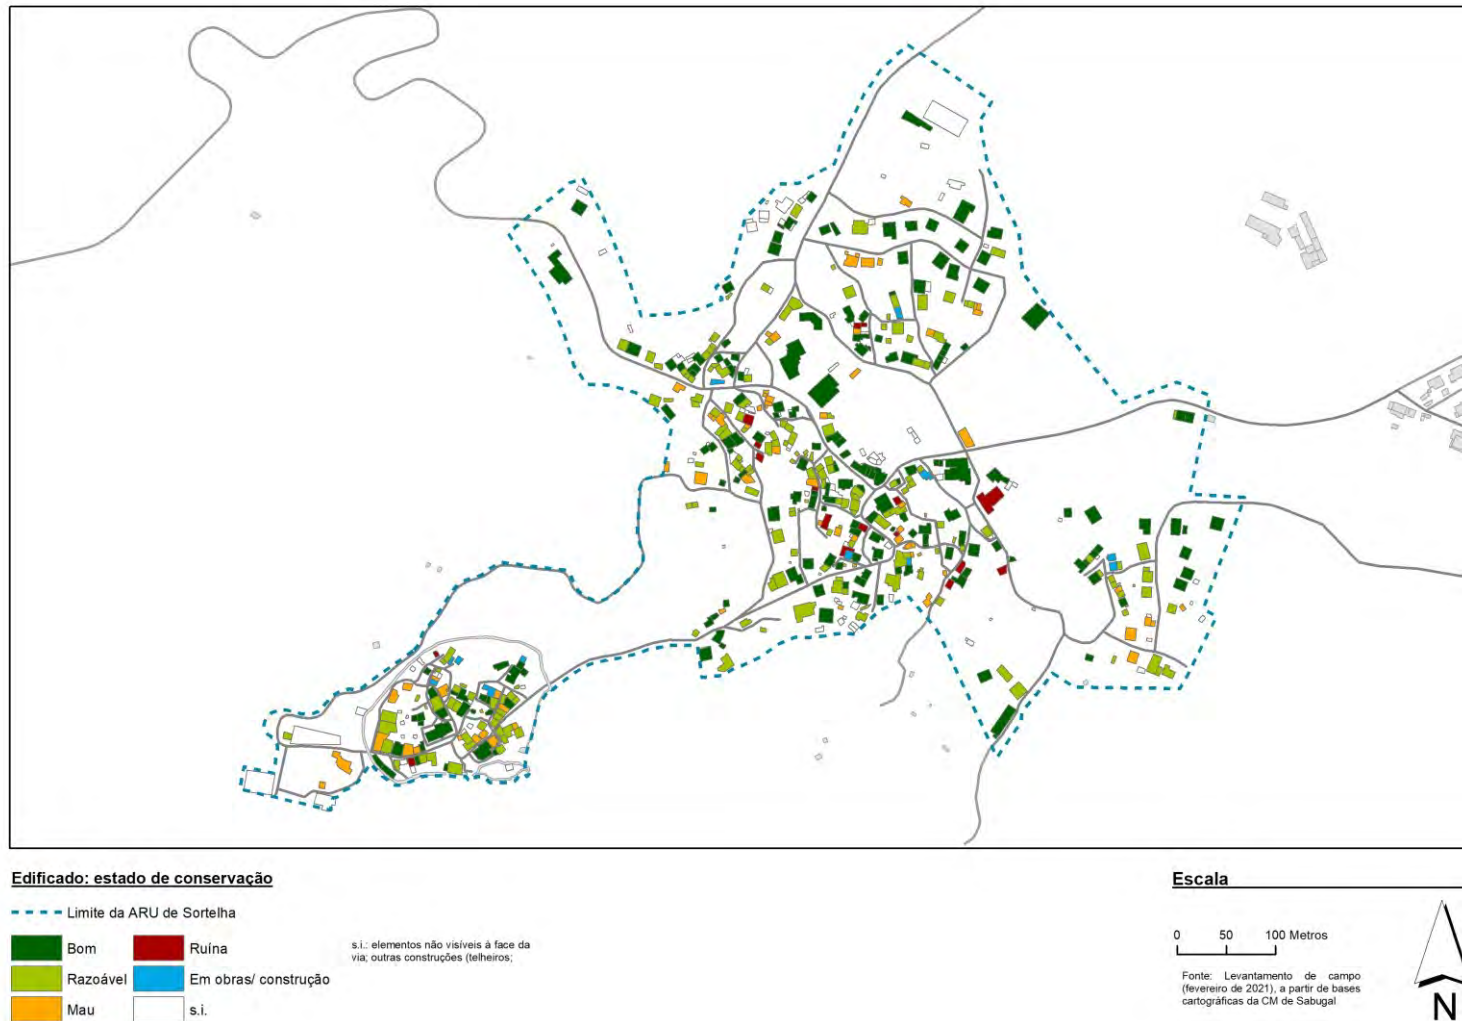 Edificado: estado de conservação
Limite da ARU de Sortelha
Bom
Ruína
Razoável
Em obras/ construção
Mau
s.i.
s.i.: elementos não visíveis à face da
via; outras construções (telheiros;
Escala
0 50 100 Metros
Fonte: Levantamento de campo
(fevereiro de 2021), a partir de bases
cartográficas da CM de Sabugal
N